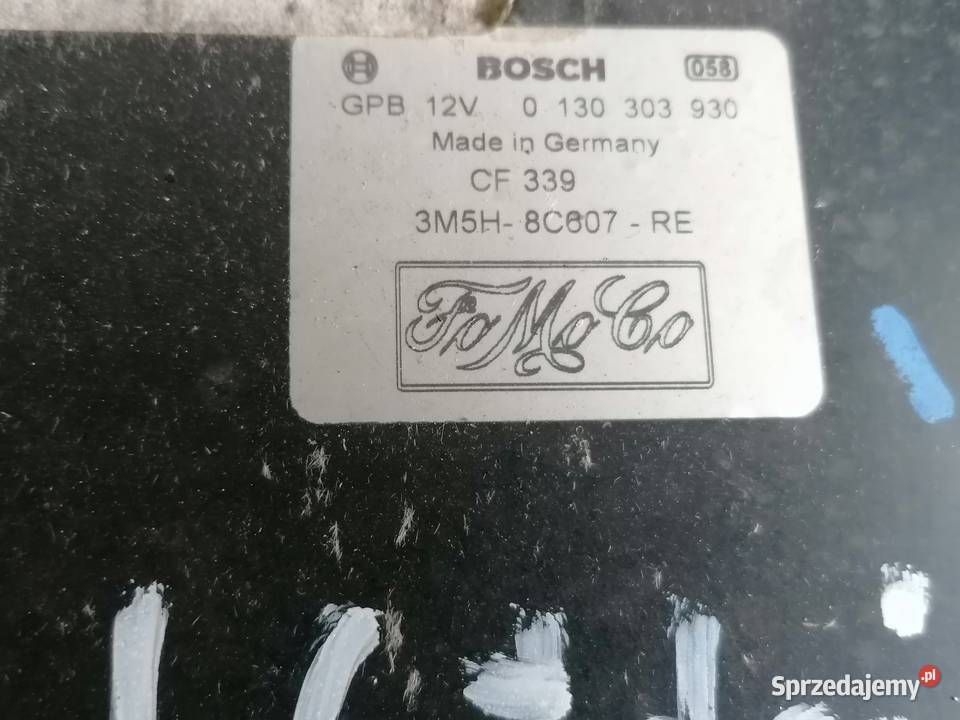 BOSCH 058
GPB 12V 0 130 303 930
Made in Germany
CF 339
3M5H- 8C607 - RE
FoMoCo
Sprzedajemy.pl